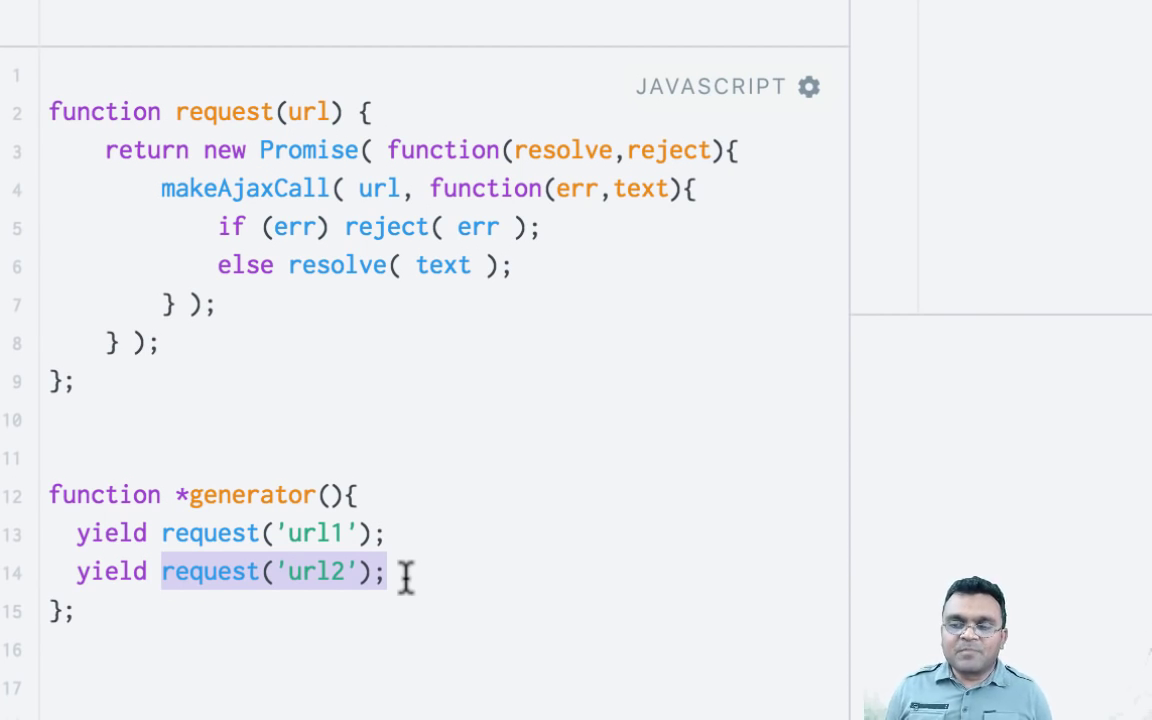 JAVASCRIPT
1
2 function request(url) {
3 return new Promise( function(resolve,reject){
4 makeAjaxCall( url, function(err,text){
5 if (err) reject( err );
6 else resolve( text );
7 } );
8 } );
9 };
10
11
12 function *generator(){
13 yield request('url1');
14 yield request('url2');
15 };
16
17